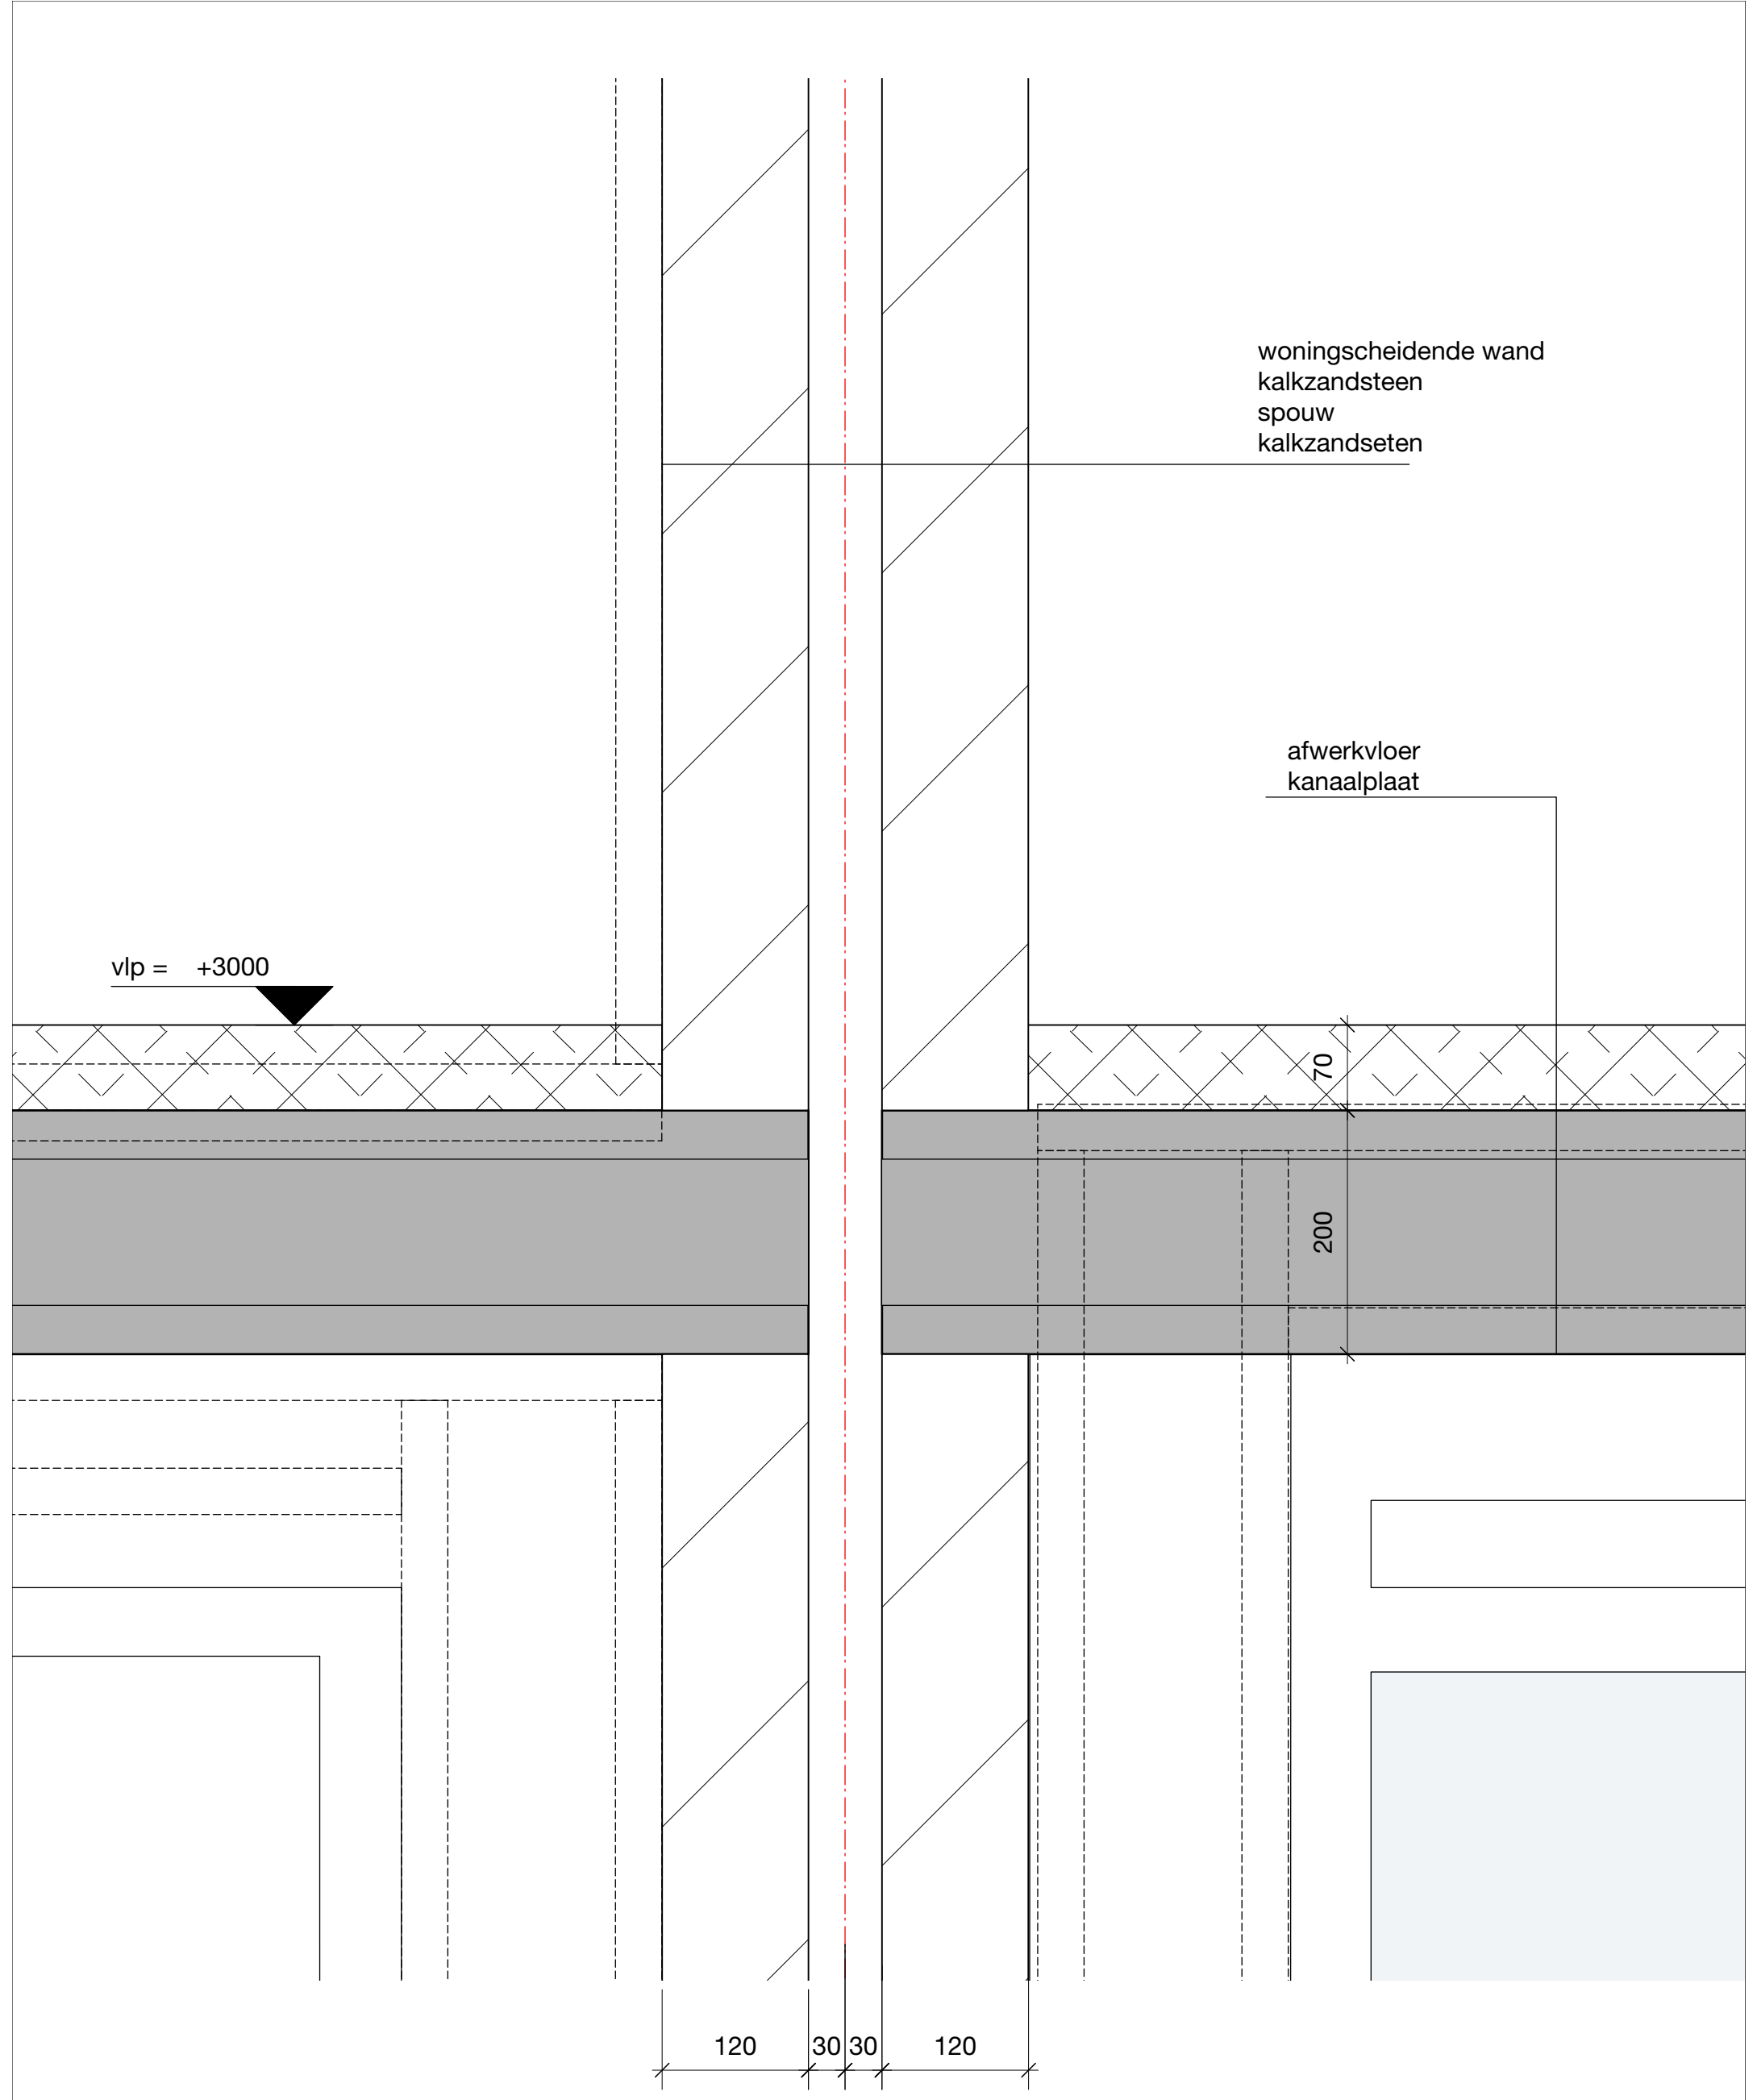 woningscheidende wand
kalkzandsteen
spouw
kalkzandseten
afwerkvloer
kanaalplaat
vlp = +3000
70
200
120 30 30 120